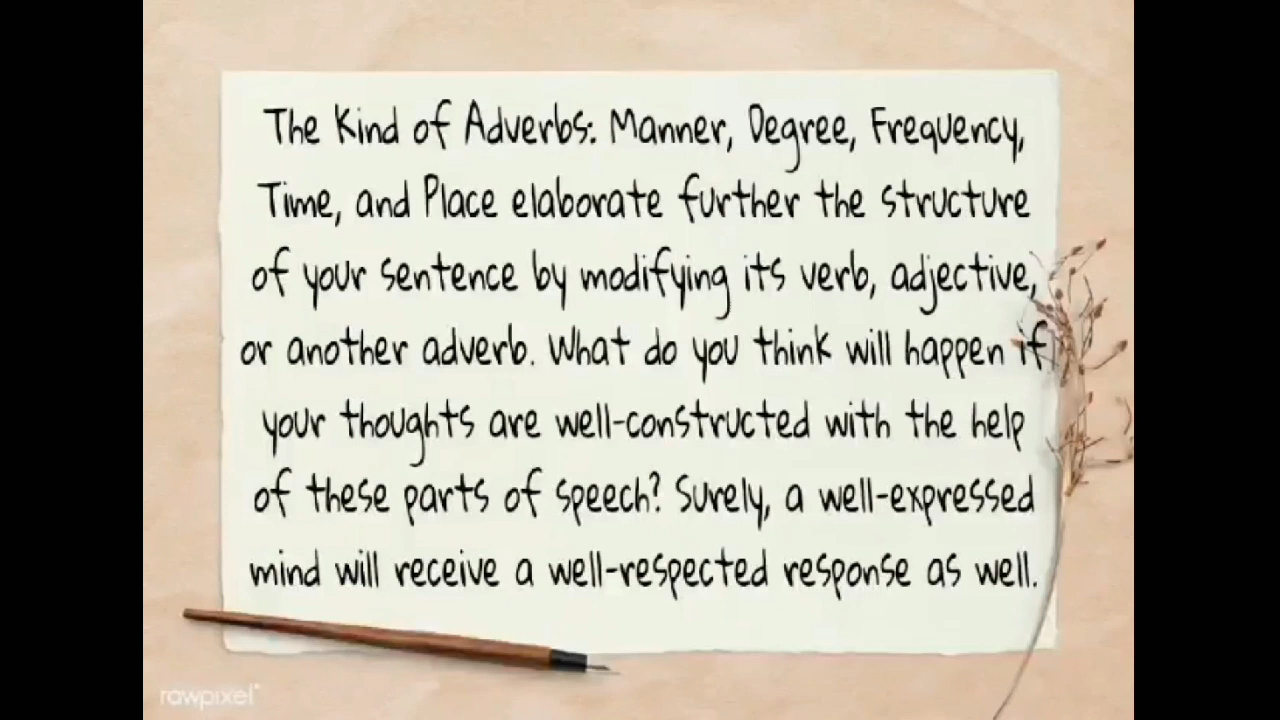 The Kind of Adverbs: Manner, Degree, Frequency,
Time, and Place elaborate further the structure
of your sentence by modifying its verb, adjective,
or another adverb. What do you think will happen if
your thoughts are well-constructed with the help
of these parts of speech? Surely, a well-expressed
mind will receive a well-respected response as well.
rawpixel